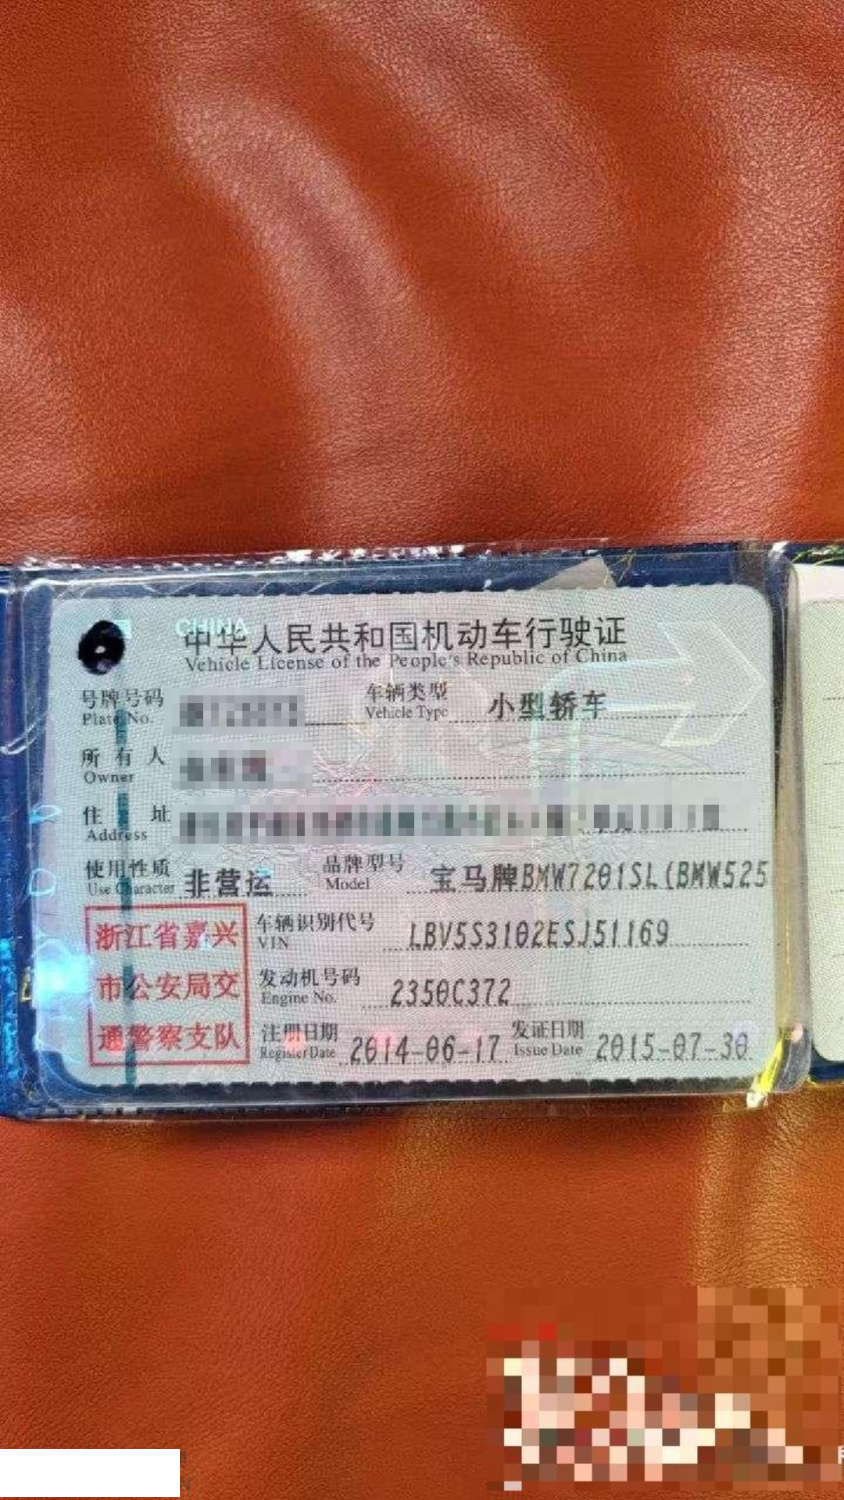 CHINA
中华人民共和国机动车行驶证
Vehicle License of the People's Republic of China
号牌号码 车辆类型 小型轿车
Plate No. Vehicle Type
所有人
Owner
住址
Address
使用性质 非营运 品牌型号 宝马牌BMW7201SL(BMW525
Use Character Model
浙江省嘉兴 车辆识别代号 LBV5S3102ESJ51169
VIN
市公安局交 发动机号码 2350C372
Engine No.
通警察支队 注册日期 2014-06-17 发证日期 2015-07-30
Register Date Issue Date